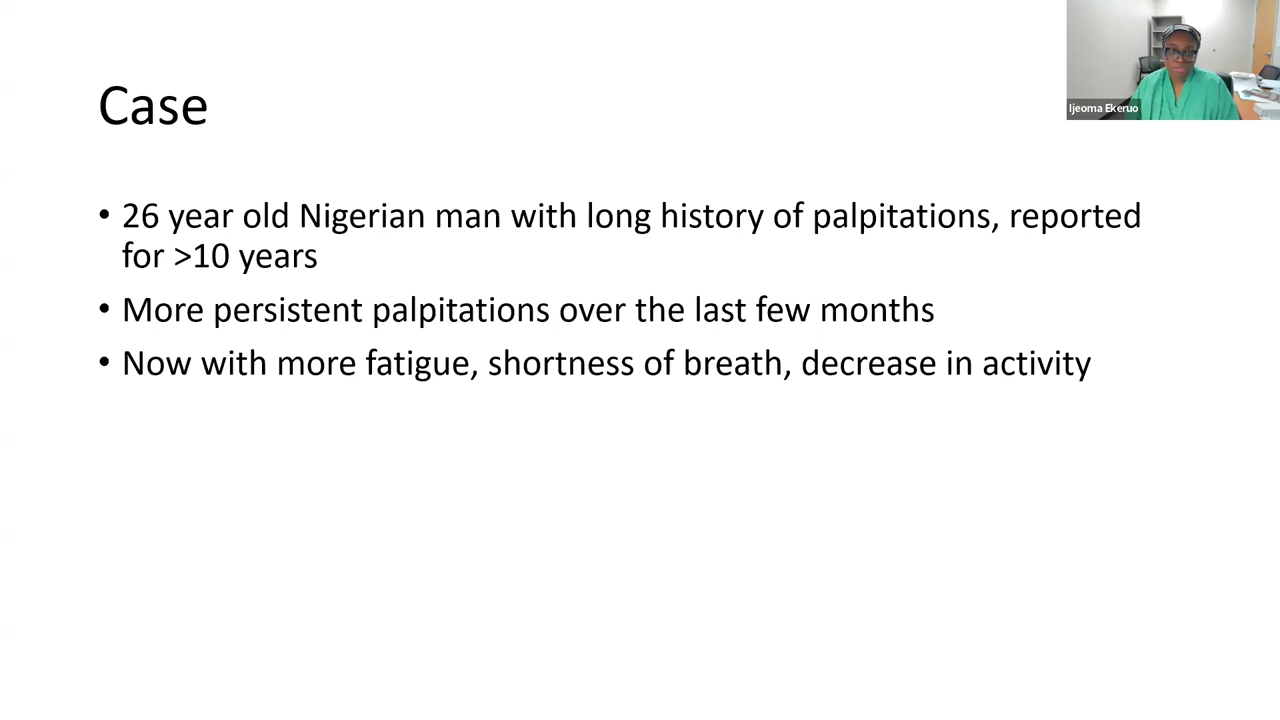 Ijeoma Ekeruo
Case
• 26 year old Nigerian man with long history of palpitations, reported
for >10 years
• More persistent palpitations over the last few months
• Now with more fatigue, shortness of breath, decrease in activity